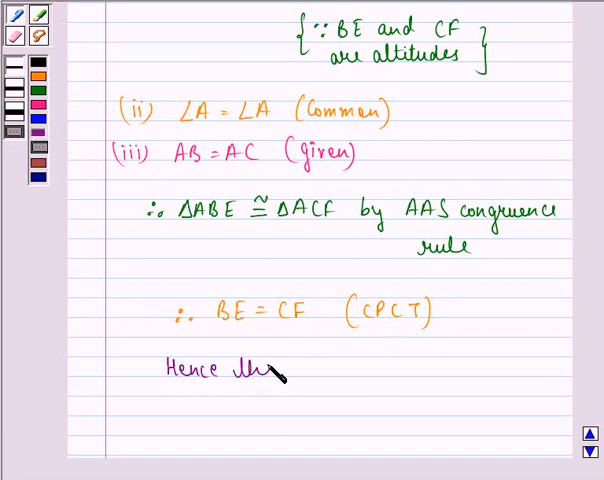 {∵ BE and CF
are altitudes}
(ii) ∠A = ∠A (Common)
(iii) AB = AC (given)
∴ ΔABE ≅ ΔACF by AAS congruence
rule
∴ BE = CF (CPCT)
Hence